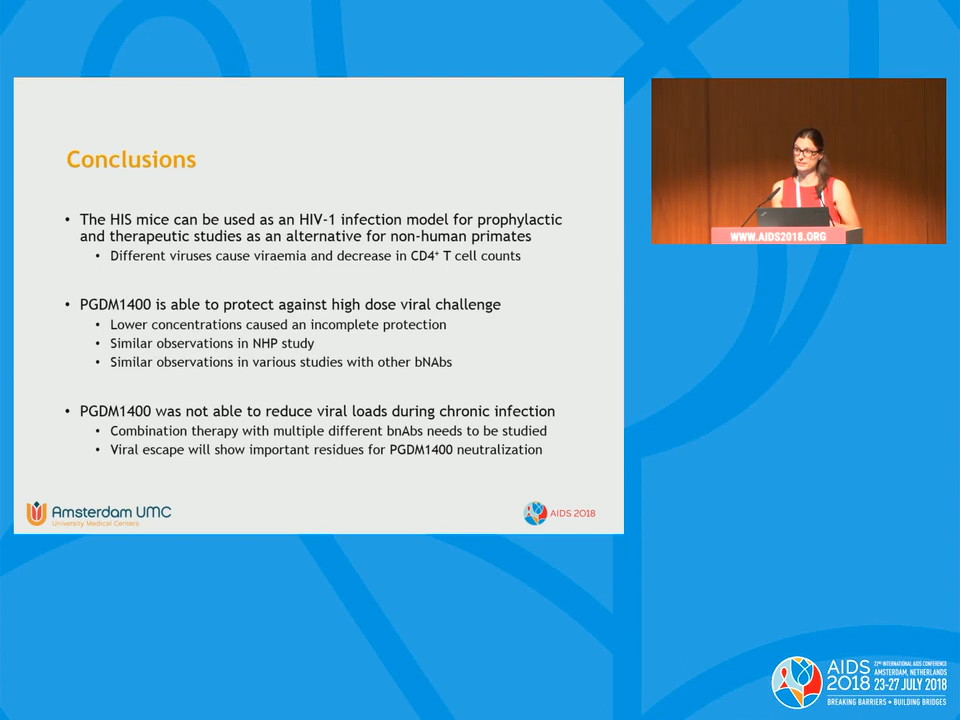 Conclusions
• The HIS mice can be used as an HIV-1 infection model for prophylactic
and therapeutic studies as an alternative for non-human primates
• Different viruses cause viraemia and decrease in CD4⁺ T cell counts
• PGDM1400 is able to protect against high dose viral challenge
• Lower concentrations caused an incomplete protection
• Similar observations in NHP study
• Similar observations in various studies with other bNAbs
• PGDM1400 was not able to reduce viral loads during chronic infection
• Combination therapy with multiple different bnAbs needs to be studied
• Viral escape will show important residues for PGDM1400 neutralization
Amsterdam UMC
University Medical Centers
AIDS 2018
WWW.AIDS2018.ORG
AIDS
2018
22ND INTERNATIONAL AIDS CONFERENCE
AMSTERDAM, NETHERLANDS
23-27 JULY 2018
BREAKING BARRIERS • BUILDING BRIDGES